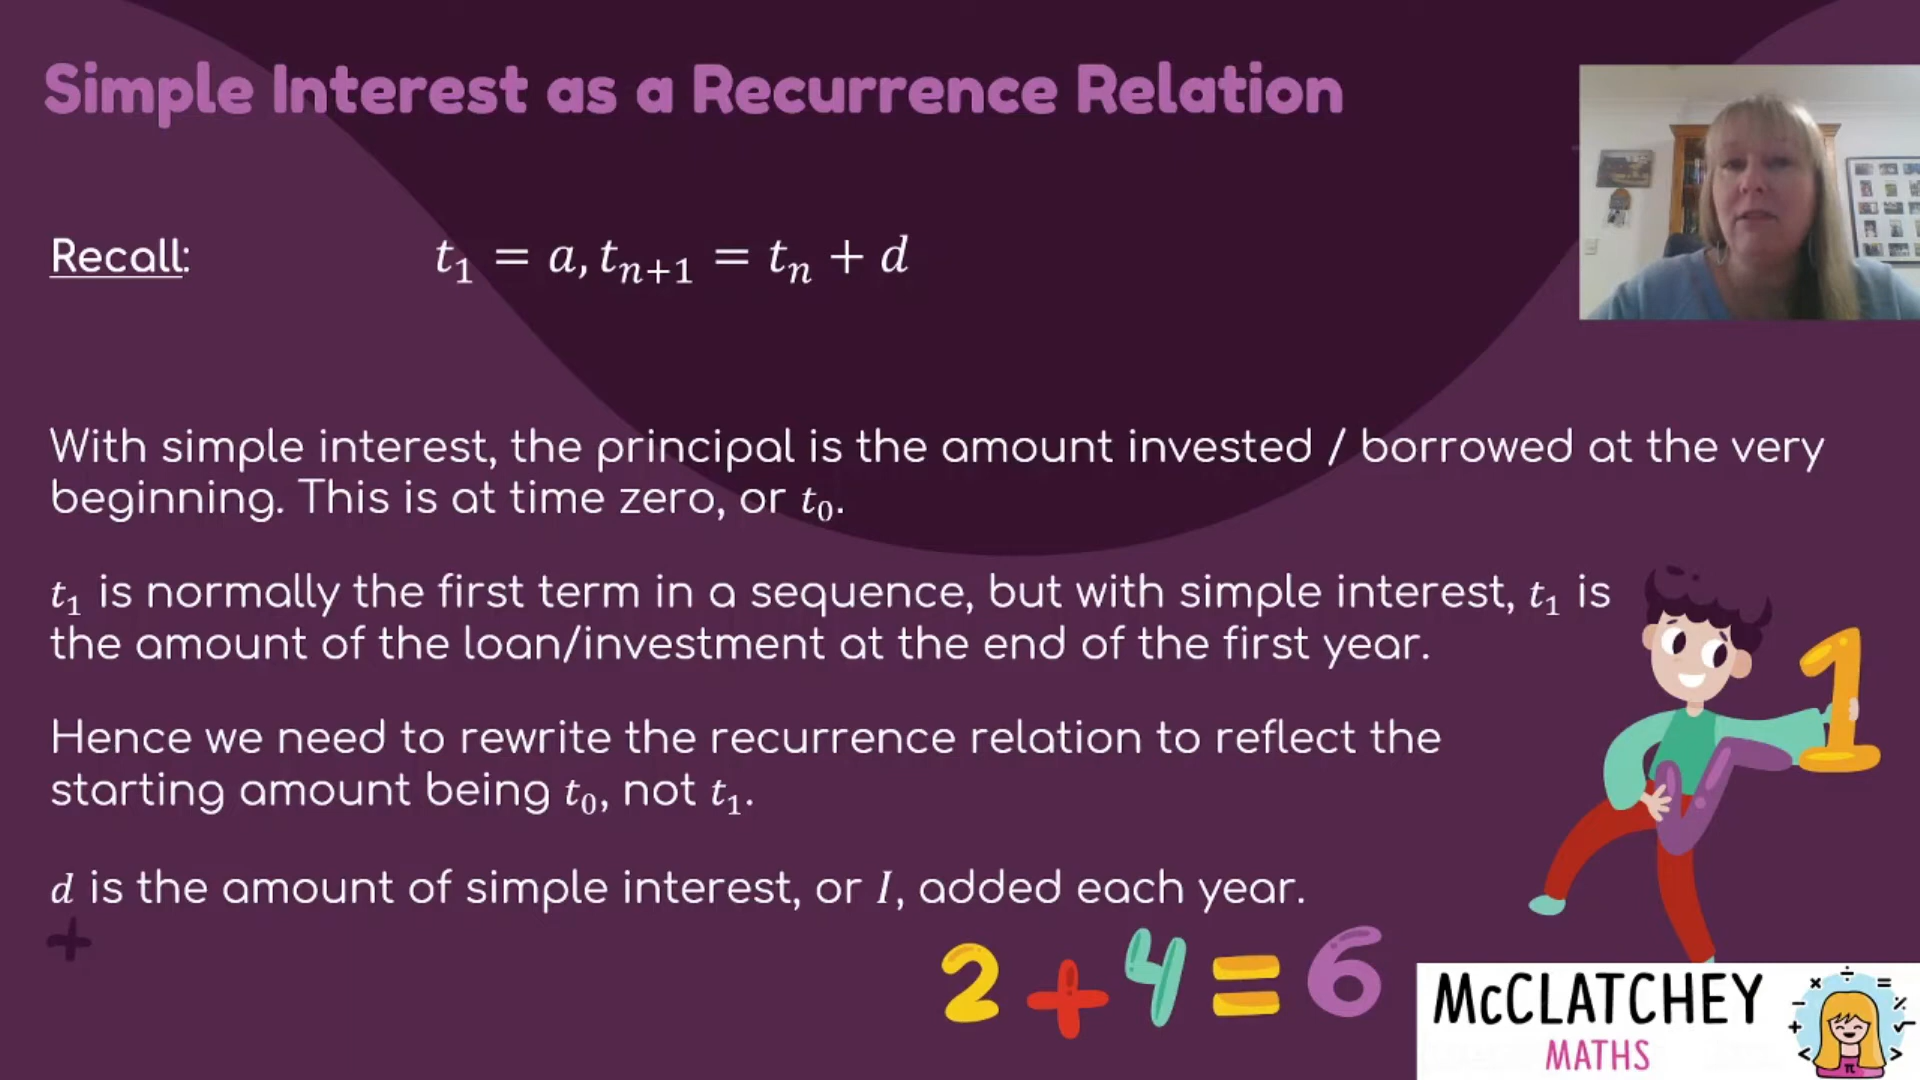 Simple Interest as a Recurrence Relation
Recall: t₁ = a, tₙ₊₁ = tₙ + d
With simple interest, the principal is the amount invested / borrowed at the very
beginning. This is at time zero, or t₀.
t₁ is normally the first term in a sequence, but with simple interest, t₁ is
the amount of the loan/investment at the end of the first year.
Hence we need to rewrite the recurrence relation to reflect the
starting amount being t₀, not t₁.
d is the amount of simple interest, or I, added each year.
1
2 + 4 = 6
McCLATCHEY
MATHS